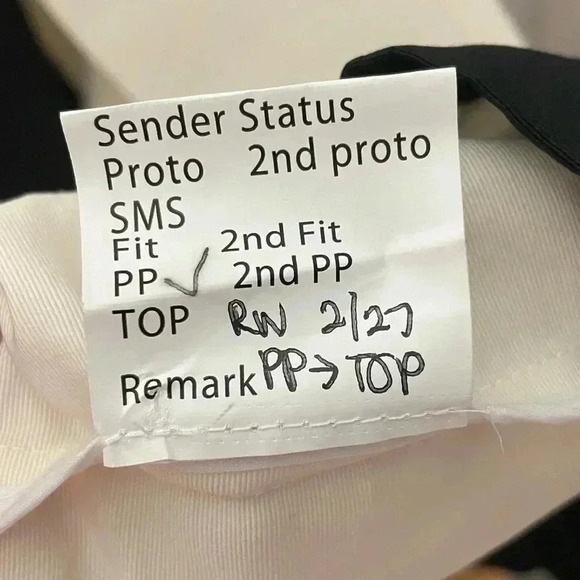 Sender Status
Proto 2nd proto
SMS
Fit 2nd Fit
PP ✓ 2nd PP
TOP RW 2/27
Remark PP→TOP